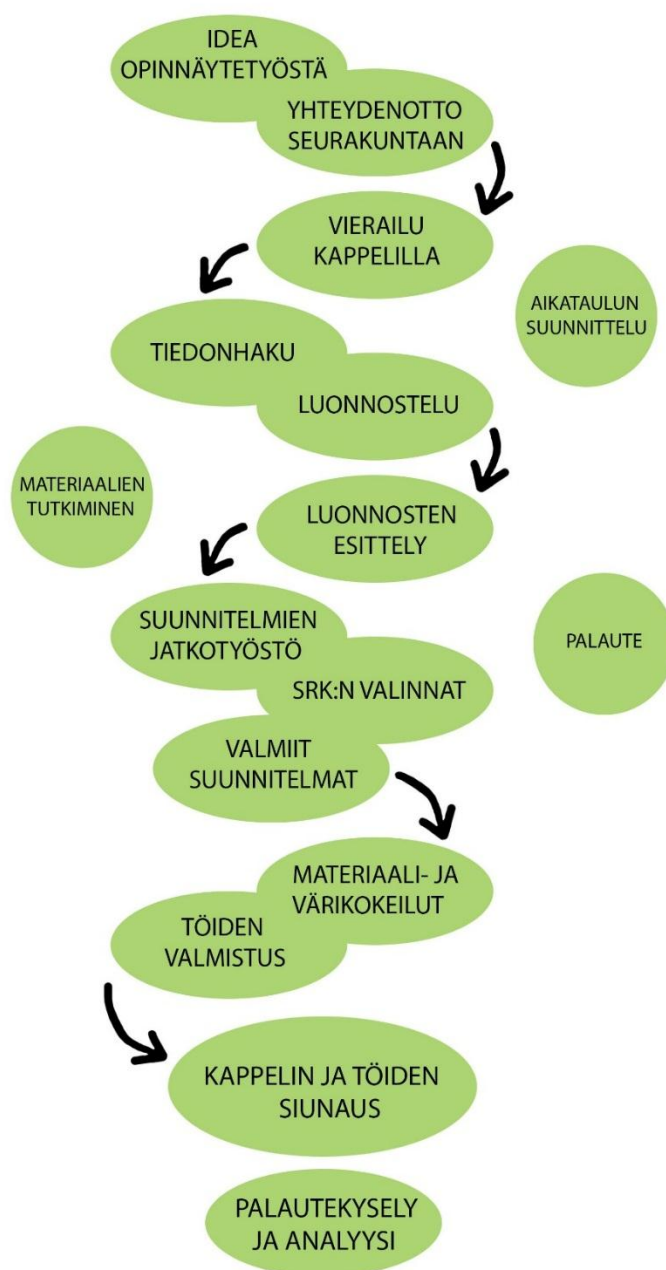 IDEA
OPINNÄYTETYÖSTÄ
YHTEYDENOTTO
SEURAKUNTAAN
VIERAILU
KAPPELILLA
AIKATAULUN
SUUNNITTELU
TIEDONHAKU
LUONNOSTELU
MATERIAALIEN
TUTKIMINEN
LUONNOSTEN
ESITTELY
SUUNNITELMIEN
JATKOTYÖSTÖ
PALAUTE
SRK:N VALINNAT
VALMIIT
SUUNNITELMAT
MATERIAALI- JA
VÄRIKOKEILUT
TÖIDEN
VALMISTUS
KAPPELIN JA TÖIDEN
SIUNAUS
PALAUTEKYSELY
JA ANALYYSI